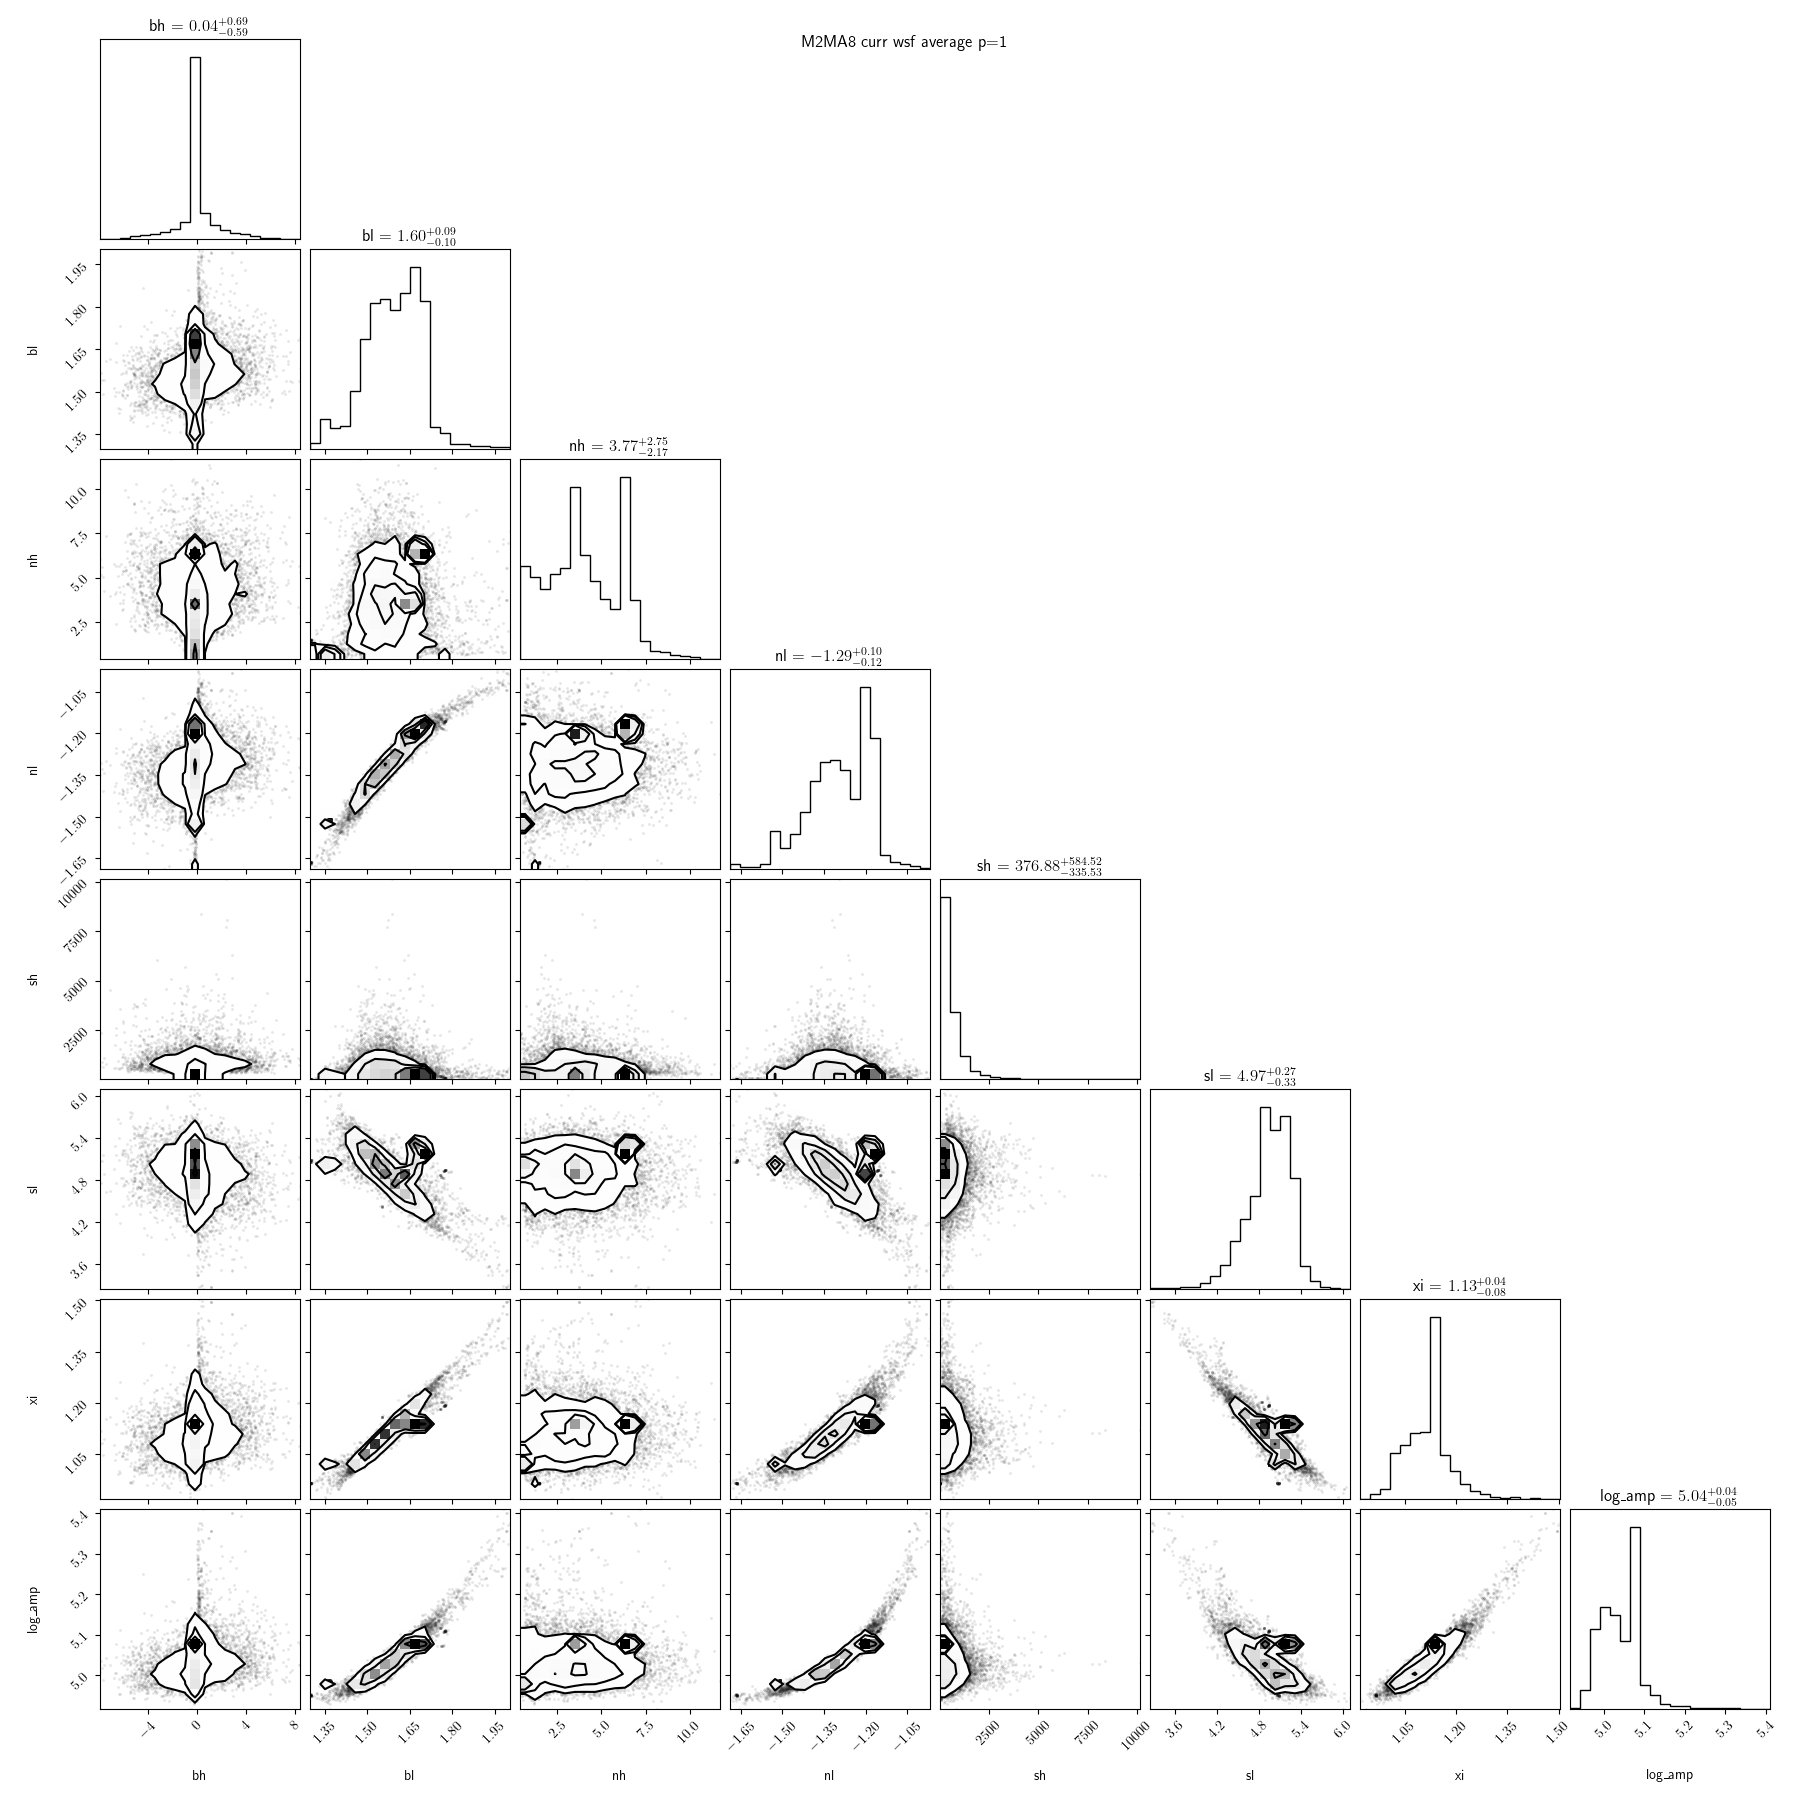 bh = 0.04+0.69 −0.59
M2MA8 curr wsf average p=1
bl = 1.60+0.09 −0.10
1.95
1.80
1.65
1.50
1.35
bl
nh = 3.77+2.75 −2.17
10.0
7.5
5.0
2.5
nh
nl = −1.29+0.10 −0.12
−1.05
−1.20
−1.35
−1.50
−1.65
nl
sh = 376.88+584.52 −335.53
10000
7500
5000
2500
sh
sl = 4.97+0.27 −0.33
6.0
5.4
4.8
4.2
3.6
sl
xi = 1.13+0.04 −0.08
1.50
1.35
1.20
1.05
xi
log_amp = 5.04+0.04 −0.05
5.4
5.3
5.2
5.1
5.0
log_amp
−4 0 4 8
1.35 1.50 1.65 1.80 1.95
2.5 5.0 7.5 10.0
−1.65 −1.50 −1.35 −1.20 −1.05
2500 5000 7500 10000
3.6 4.2 4.8 5.4 6.0
1.05 1.20 1.35 1.50
5.0 5.1 5.2 5.3 5.4
bh bl nh nl sh sl xi log_amp